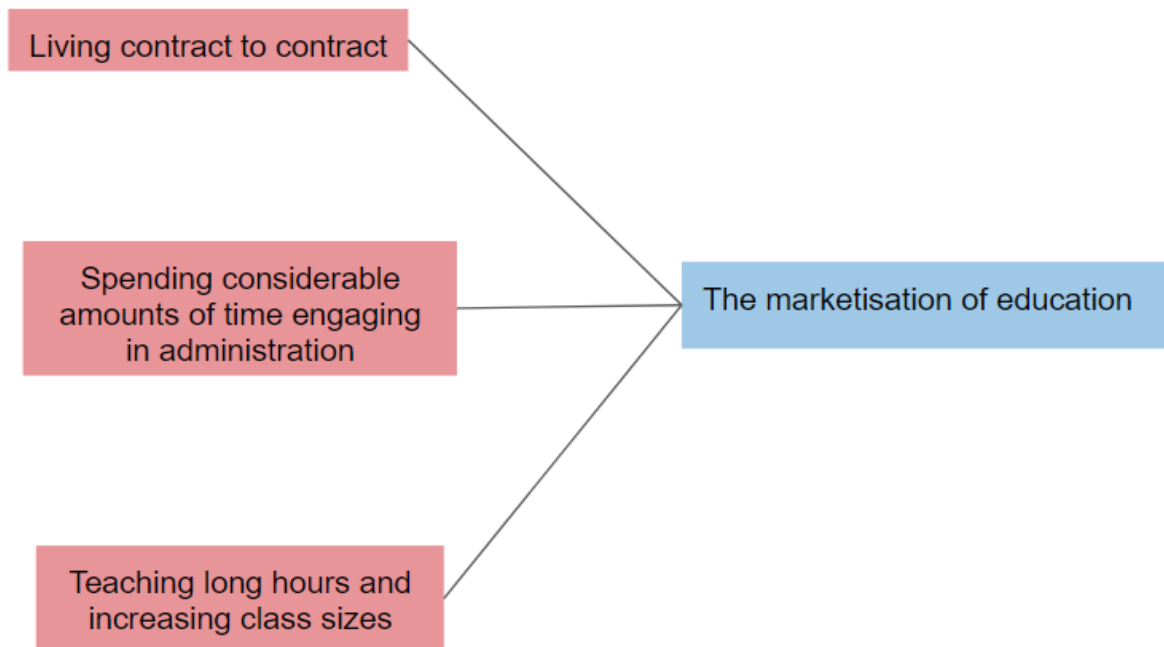 Living contract to contract
Spending considerable
amounts of time engaging
in administration
The marketisation of education
Teaching long hours and
increasing class sizes